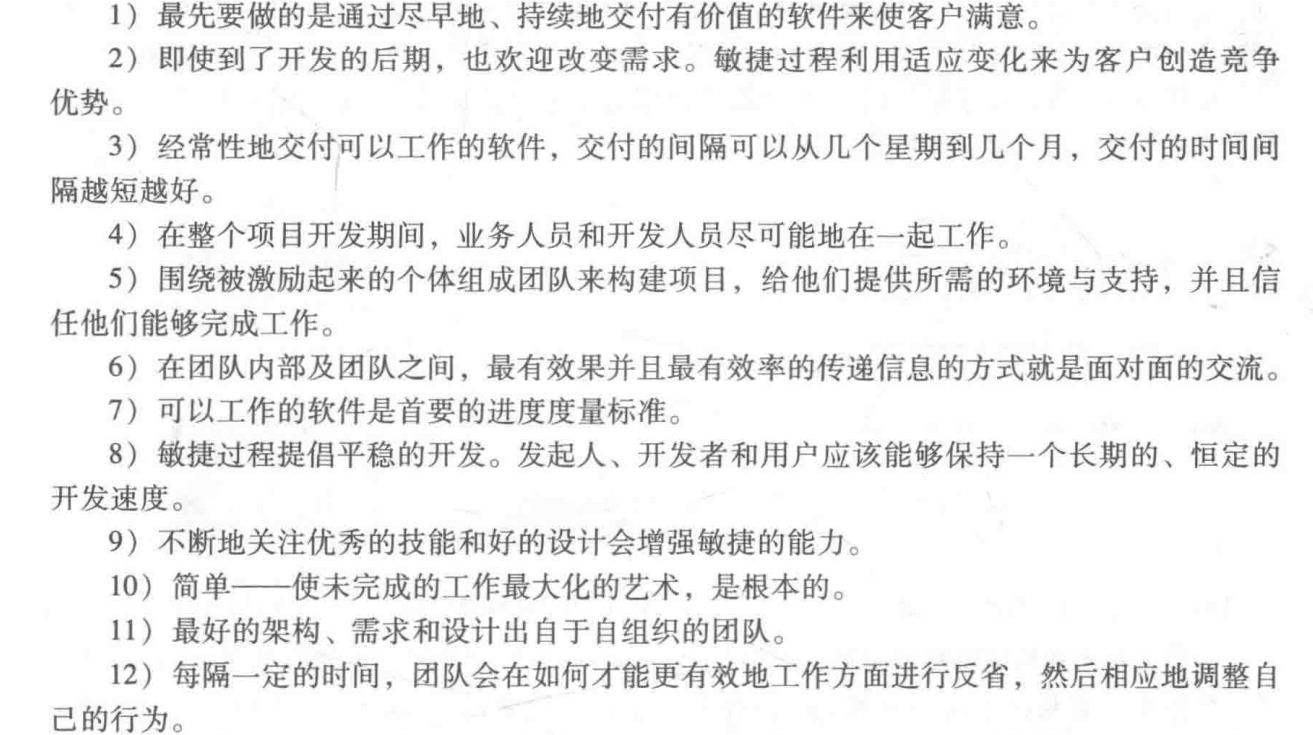 1）最先要做的是通过尽早地、持续地交付有价值的软件来使客户满意。
2）即使到了开发的后期，也欢迎改变需求。敏捷过程利用适应变化来为客户创造竞争
优势。
3）经常性地交付可以工作的软件，交付的间隔可以从几个星期到几个月，交付的时间间
隔越短越好。
4）在整个项目开发期间，业务人员和开发人员尽可能地在一起工作。
5）围绕被激励起来的个体组成团队来构建项目，给他们提供所需的环境与支持，并且信
任他们能够完成工作。
6）在团队内部及团队之间，最有效果并且最有效率的传递信息的方式就是面对面的交流。
7）可以工作的软件是首要的进度度量标准。
8）敏捷过程提倡平稳的开发。发起人、开发者和用户应该能够保持一个长期的、恒定的
开发速度。
9）不断地关注优秀的技能和好的设计会增强敏捷的能力。
10）简单——使未完成的工作最大化的艺术，是根本的。
11）最好的架构、需求和设计出自于自组织的团队。
12）每隔一定的时间，团队会在如何才能更有效地工作方面进行反省，然后相应地调整自
己的行为。